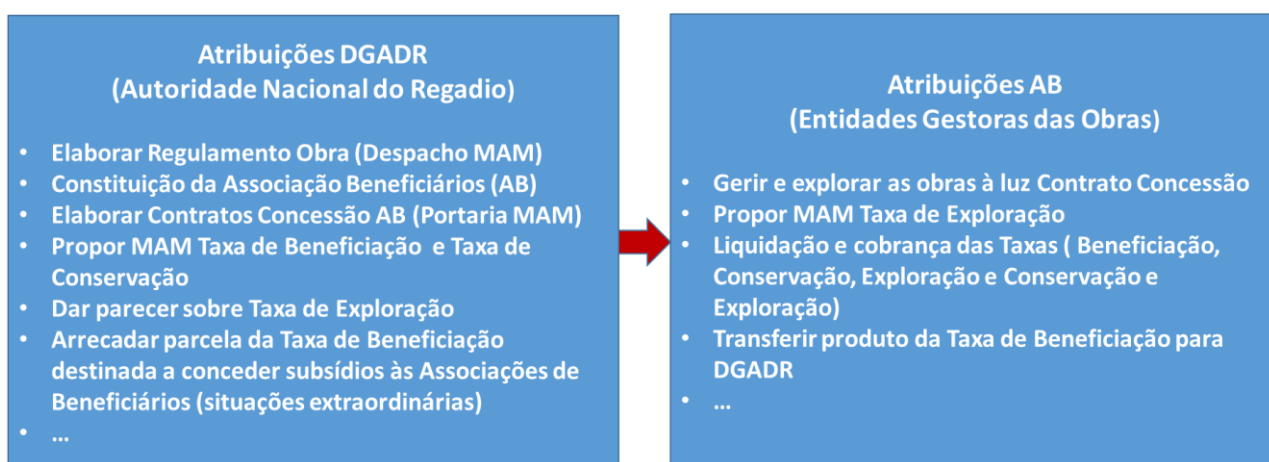 Atribuições DGADR
(Autoridade Nacional do Regadio)
• Elaborar Regulamento Obra (Despacho MAM)
• Constituição da Associação Beneficiários (AB)
• Elaborar Contratos Concessão AB (Portaria MAM)
• Propor MAM Taxa de Beneficiação e Taxa de
Conservação
• Dar parecer sobre Taxa de Exploração
• Arrecadar parcela da Taxa de Beneficiação
destinada a conceder subsídios às Associações de
Beneficiários (situações extraordinárias)
• ...
Atribuições AB
(Entidades Gestoras das Obras)
• Gerir e explorar as obras à luz Contrato Concessão
• Propor MAM Taxa de Exploração
• Liquidação e cobrança das Taxas ( Beneficiação,
Conservação, Exploração e Conservação e
Exploração)
• Transferir produto da Taxa de Beneficiação para
DGADR
• ...